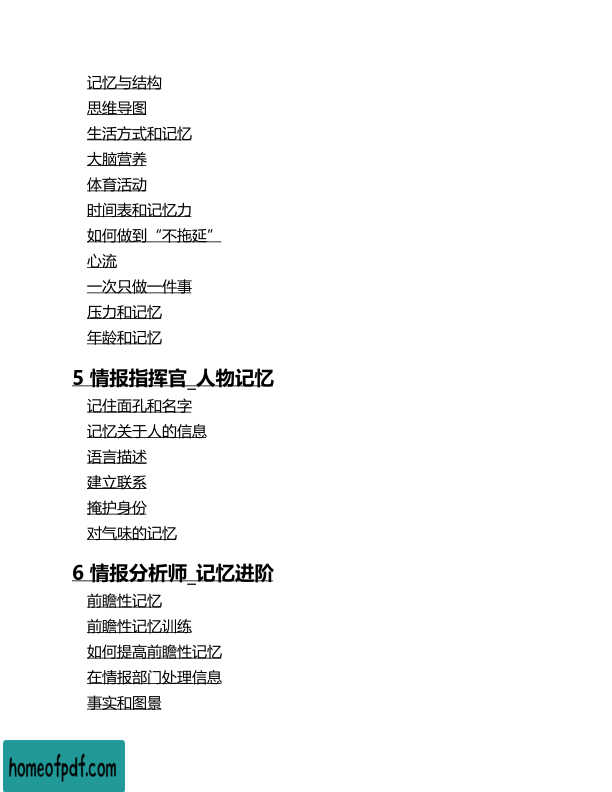 记忆与结构
思维导图
生活方式和记忆
大脑营养
体育活动
时间表和记忆力
如何做到“不拖延”
心流
一次只做一件事
压力和记忆
年龄和记忆
5 情报指挥官_人物记忆
记住面孔和名字
记忆关于人的信息
语言描述
建立联系
掩护身份
对气味的记忆
6 情报分析师_记忆进阶
前瞻性记忆
前瞻性记忆训练
如何提高前瞻性记忆
在情报部门处理信息
事实和图景
homeofpdf.com